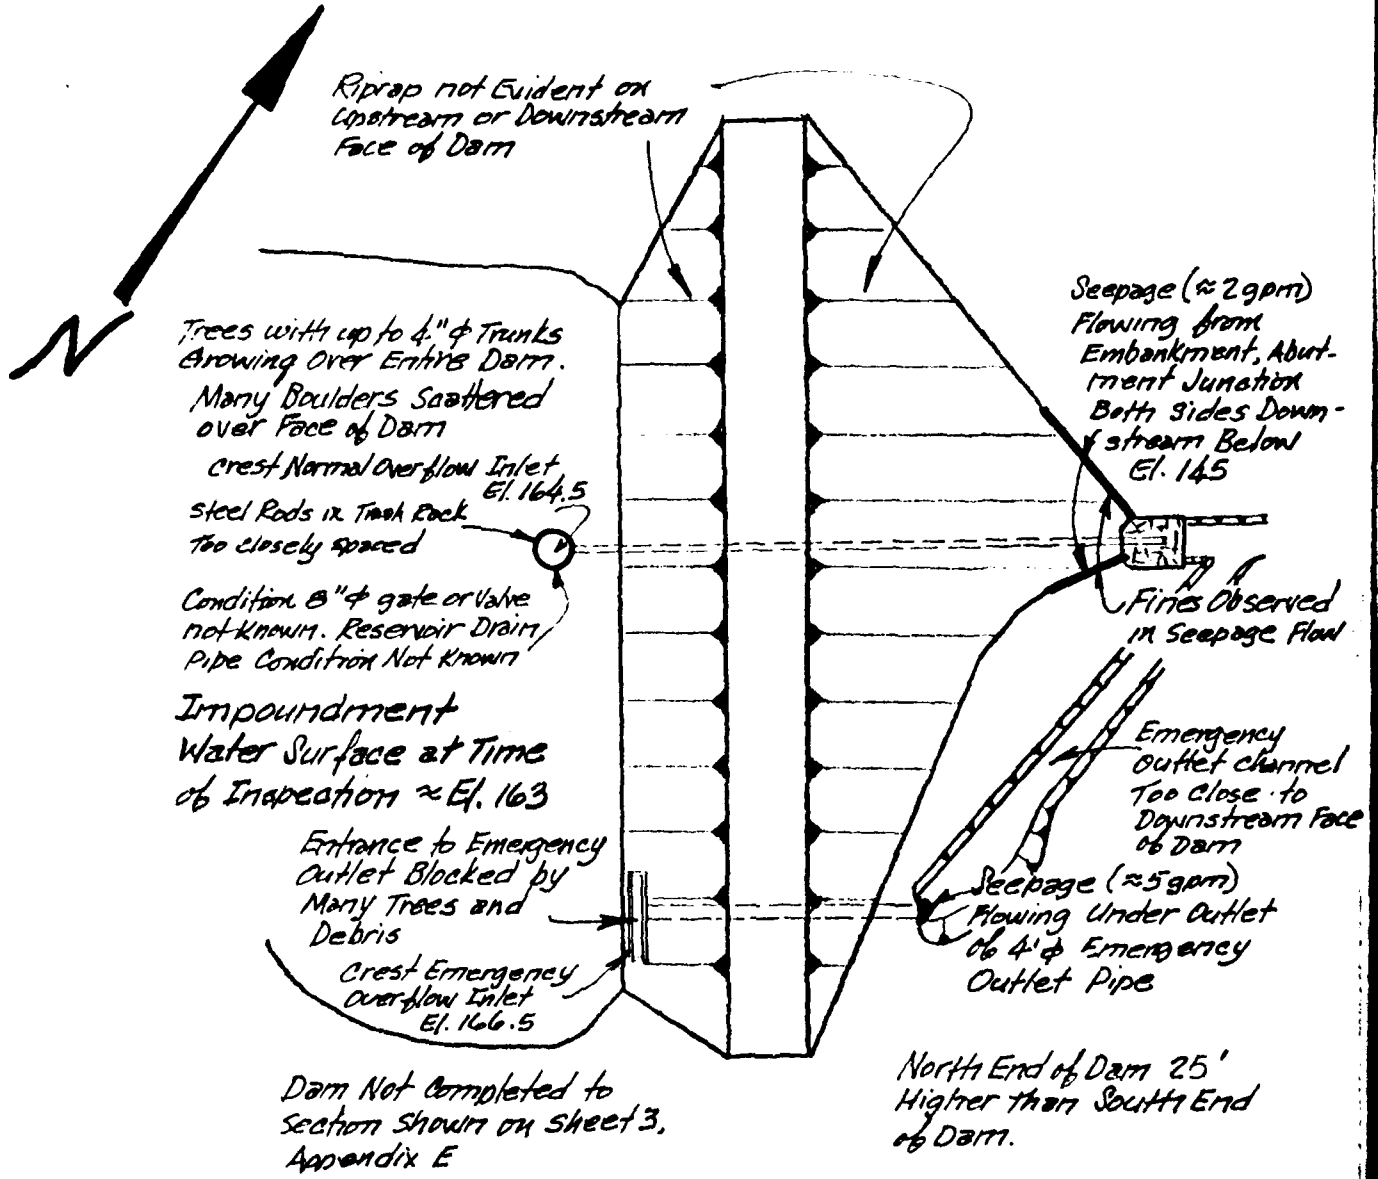 Riprap not Evident on
Upstream or Downstream
Face of Dam
N
Trees with up to 4"φ Trunks
Growing Over Entire Dam.
Many Boulders Scattered
over Face of Dam
Crest Normal Overflow Inlet
El. 164.5
Steel Rods in Trash Rack
Too closely spaced
Condition 8"φ gate or Valve
not Known. Reservoir Drain
Pipe Condition Not Known
Impoundment
Water Surface at Time
of Inspection ≈ El. 163
Entrance to Emergency
Outlet Blocked by
Many Trees and
Debris
Crest Emergency
Overflow Inlet
El. 166.5
Dam Not Completed to
Section Shown on Sheet 3,
Appendix E
Seepage (≈ 2 gpm)
Flowing from
Embankment, Abut-
ment Junction
Both Sides Down-
stream Below
El. 145
Fines Observed
in Seepage Flow
Emergency
Outlet channel
Too Close to
Downstream Face
of Dam
Seepage (≈5 gpm)
Flowing Under Outlet
of 4'φ Emergency
Outlet Pipe
North End of Dam 25'
Higher than South End
of Dam.